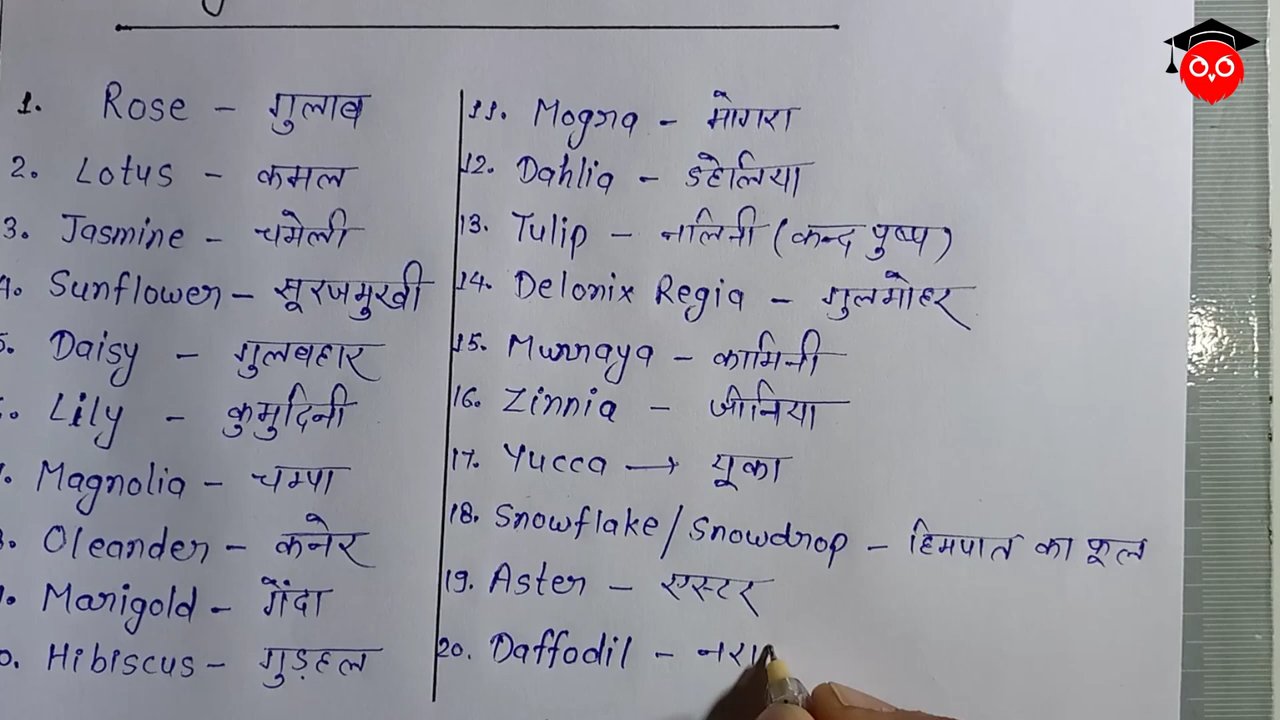 1. Rose - गुलाब
2. Lotus - कमल
3. Jasmine - चमेली
4. Sunflower - सूरजमुखी
5. Daisy - गुलबहार
6. Lily - कुमुदिनी
7. Magnolia - चम्पा
8. Oleander - कनेर
9. Marigold - गेंदा
10. Hibiscus - गुड़हल
11. Mogra - मोगरा
12. Dahlia - डहेलिया
13. Tulip - नलिनी (कन्द पुष्प)
14. Delonix Regia - गुलमोहर
15. Murraya - कामिनी
16. Zinnia - जीनिया
17. Yucca → यूका
18. Snowflake/Snowdrop - हिमपात का फूल
19. Aster - एस्टर
20. Daffodil -